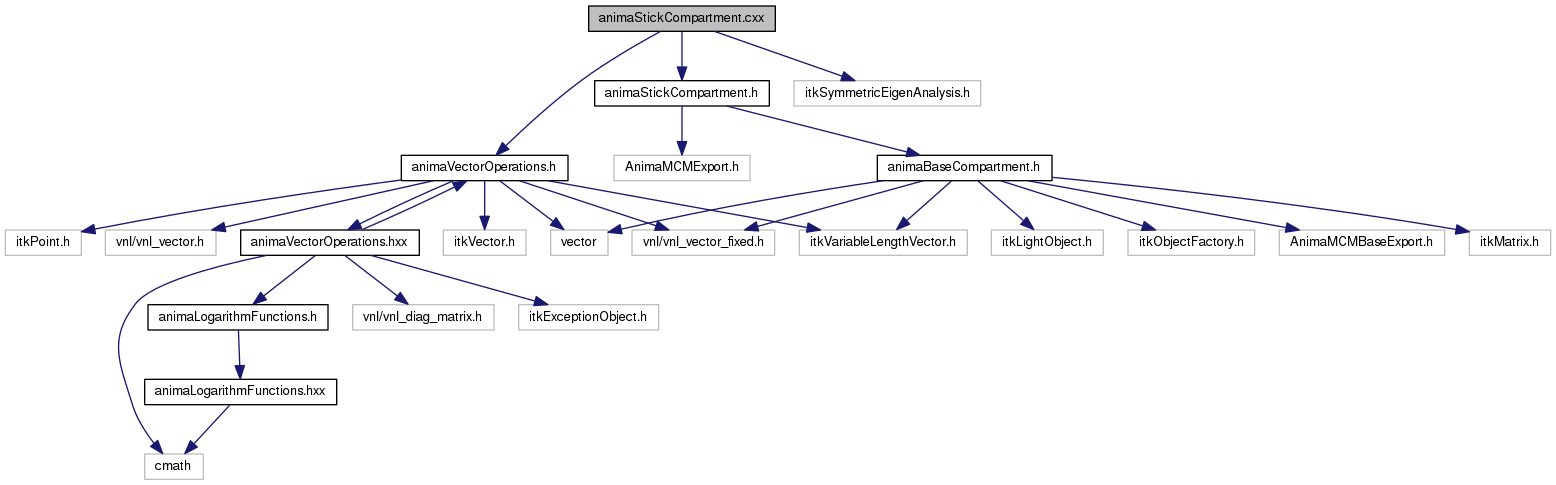 animaStickCompartment.cxx
animaStickCompartment.h
itkSymmetricEigenAnalysis.h
animaVectorOperations.h
AnimaMCMExport.h
animaBaseCompartment.h
itkPoint.h
vnl/vnl_vector.h
animaVectorOperations.hxx
itkVector.h
vector
vnl/vnl_vector_fixed.h
itkVariableLengthVector.h
itkLightObject.h
itkObjectFactory.h
AnimaMCMBaseExport.h
itkMatrix.h
animaLogarithmFunctions.h
vnl/vnl_diag_matrix.h
itkExceptionObject.h
animaLogarithmFunctions.hxx
cmath